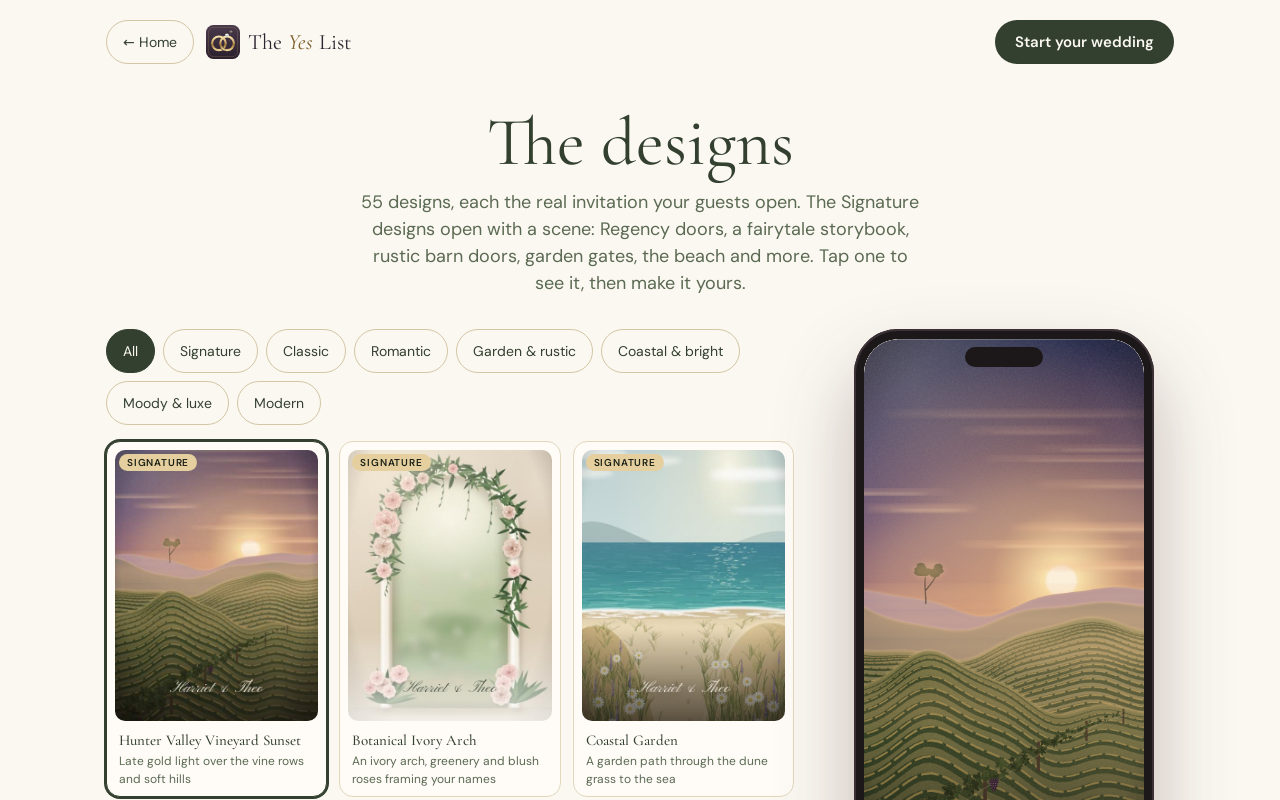 ← Home
The Yes List
Start your wedding
The designs
55 designs, each the real invitation your guests open. The Signature
designs open with a scene: Regency doors, a fairytale storybook,
rustic barn doors, garden gates, the beach and more. Tap one to
see it, then make it yours.
All
Signature
Classic
Romantic
Garden & rustic
Coastal & bright
Moody & luxe
Modern
SIGNATURE
Harriet & Theo
Hunter Valley Vineyard Sunset
Late gold light over the vine rows
and soft hills
SIGNATURE
Harriet & Theo
Botanical Ivory Arch
An ivory arch, greenery and blush
roses framing your names
SIGNATURE
Harriet & Theo
Coastal Garden
A garden path through the dune
grass to the sea